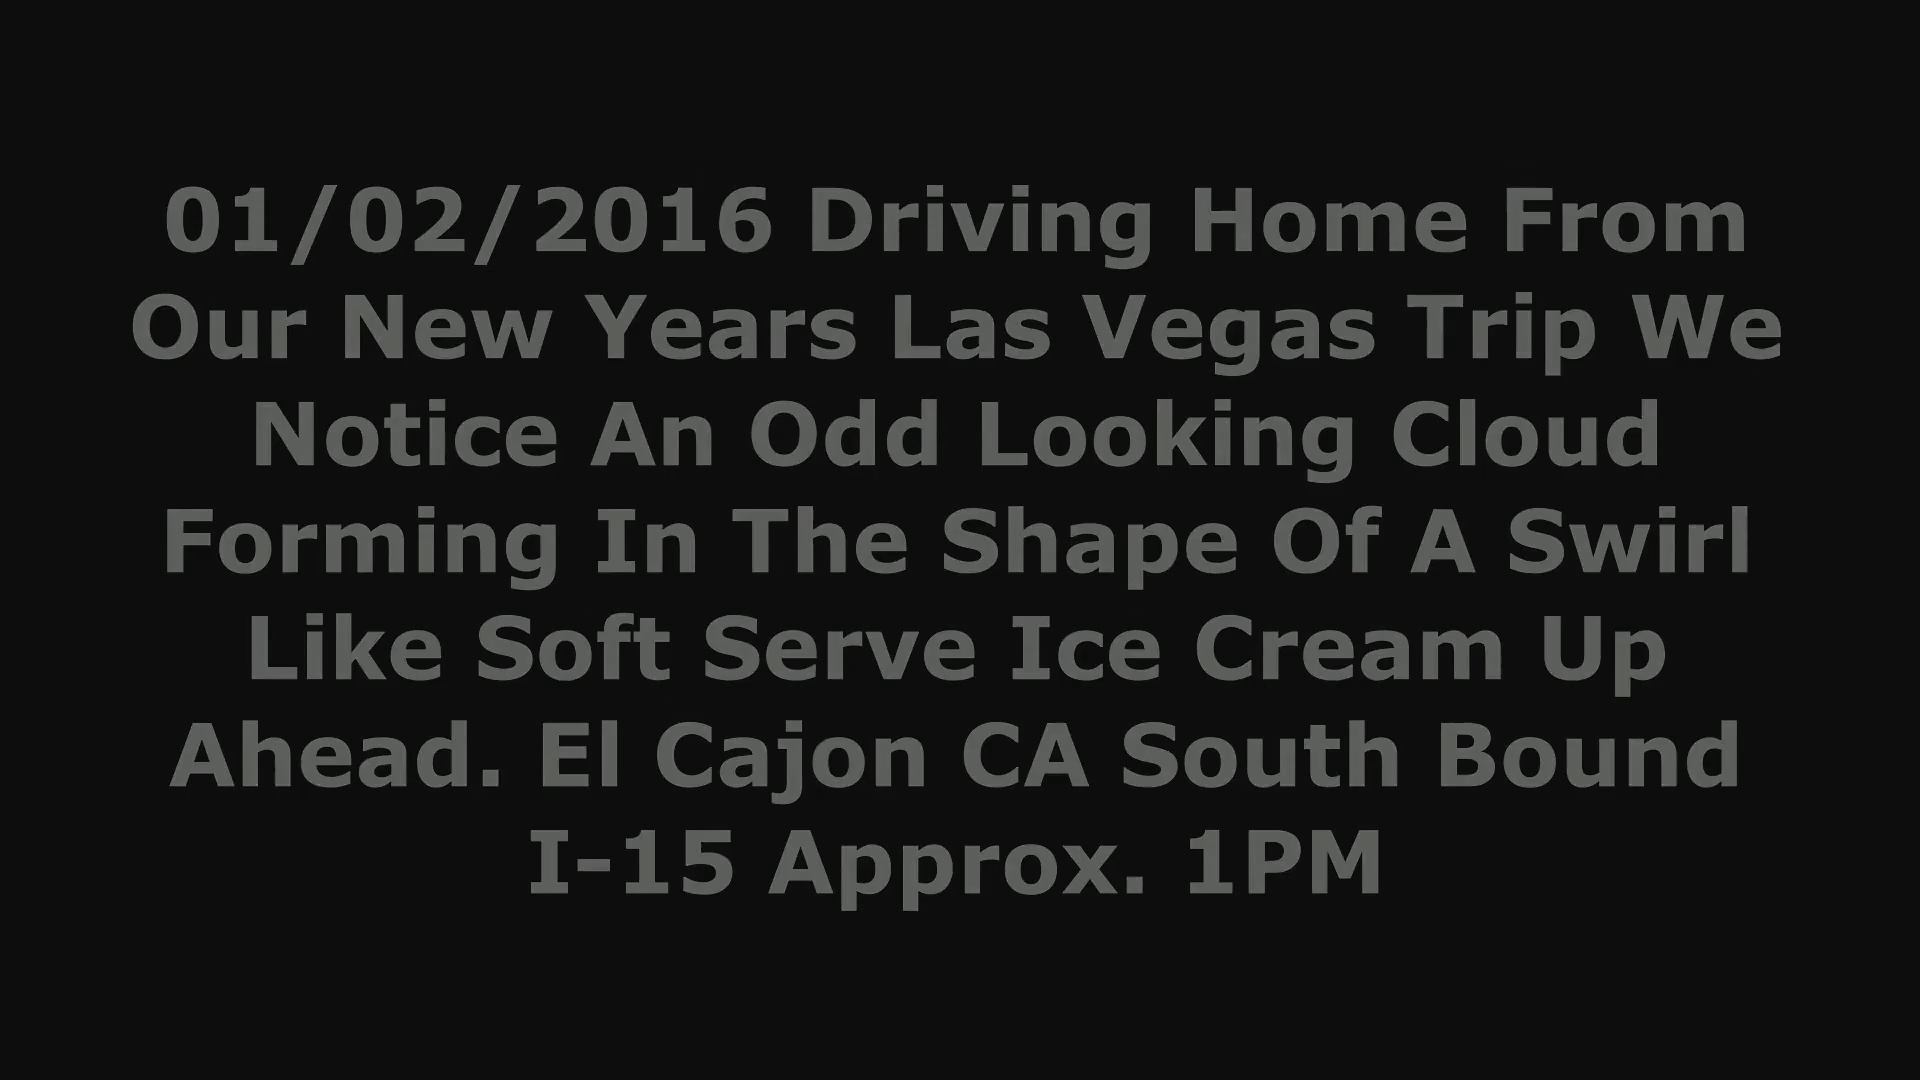 01/02/2016 Driving Home From
Our New Years Las Vegas Trip We
Notice An Odd Looking Cloud
Forming In The Shape Of A Swirl
Like Soft Serve Ice Cream Up
Ahead. El Cajon CA South Bound
I-15 Approx. 1PM